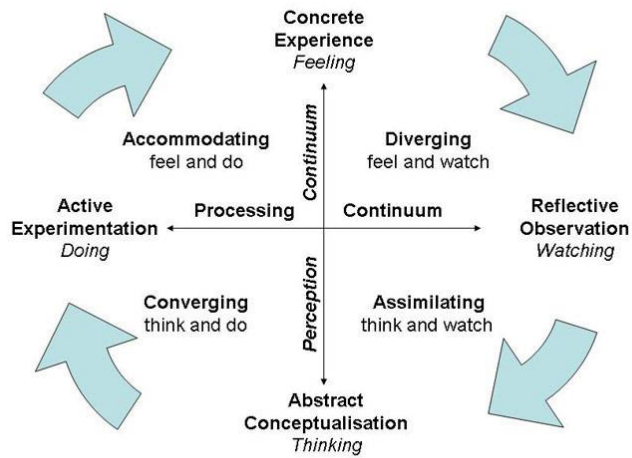 Concrete
Experience
Feeling
Continuum
Accommodating
feel and do
Diverging
feel and watch
Active
Experimentation
Doing
Processing
Continuum
Reflective
Observation
Watching
Perception
Converging
think and do
Assimilating
think and watch
Abstract
Conceptualisation
Thinking